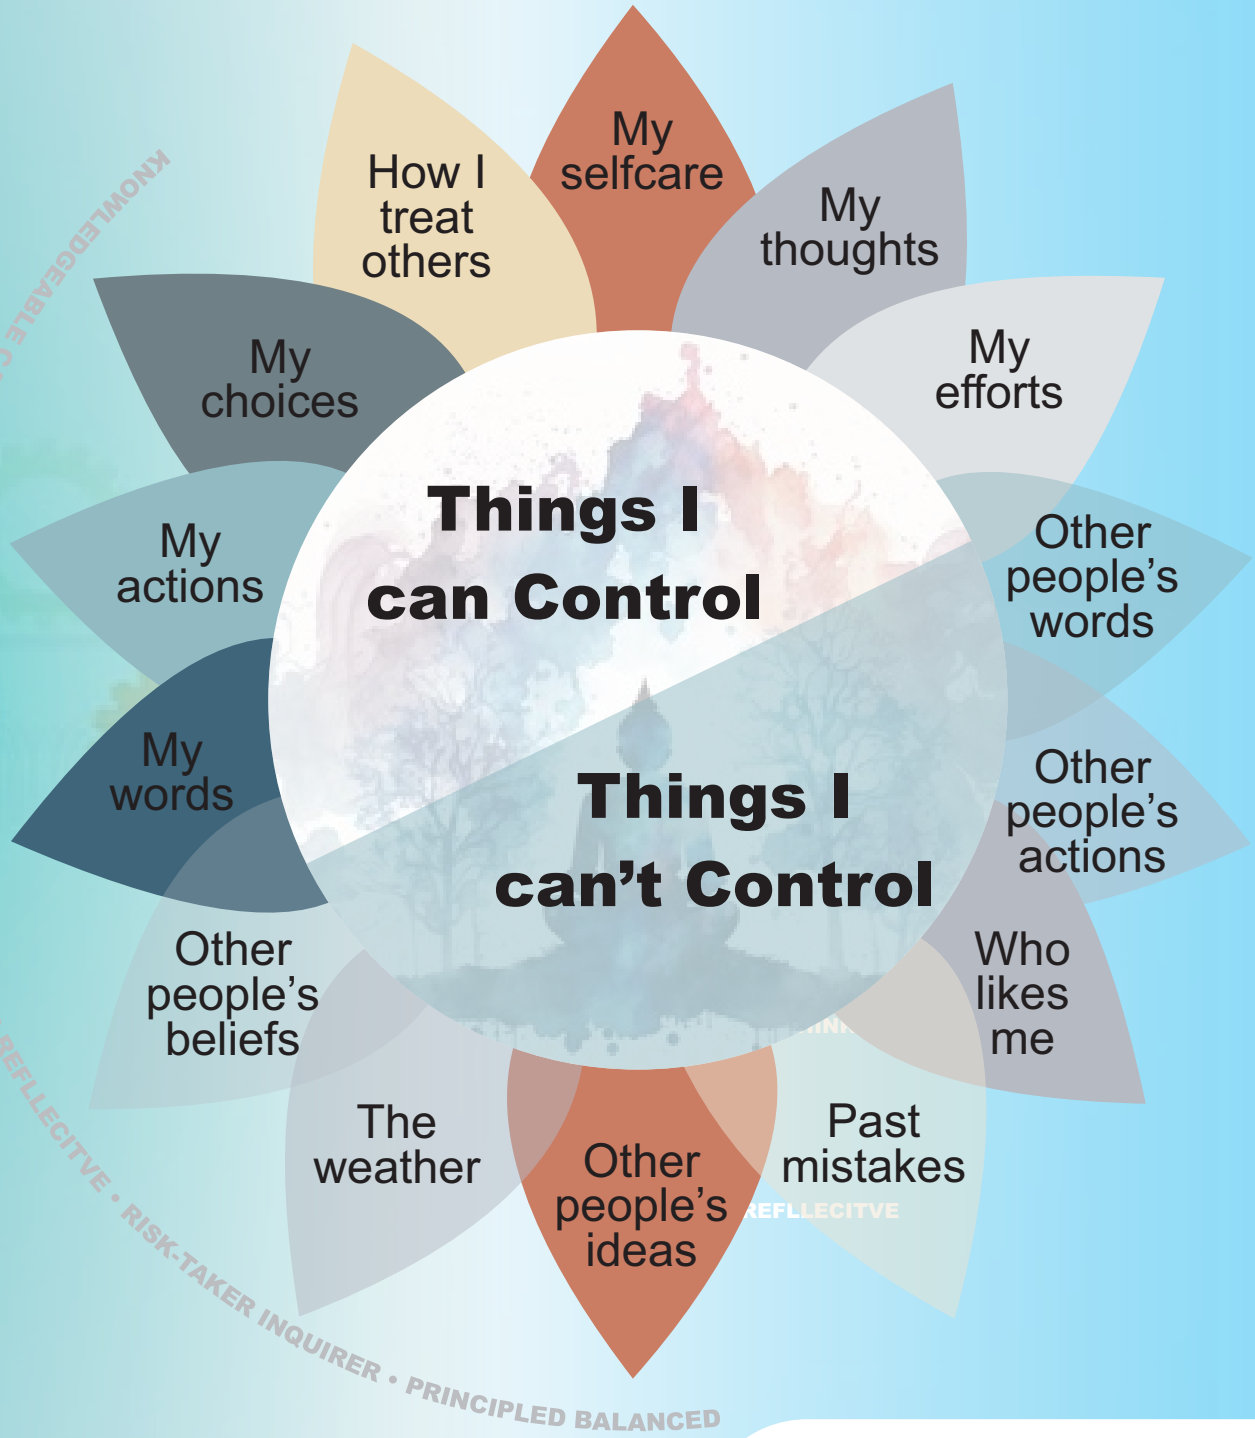 My
selfcare
My
thoughts
My
efforts
How I
treat
others
My
choices
My
actions
My
words
Things I
can Control
Things I
can't Control
Other
people's
words
Other
people's
actions
Who
likes
me
Past
mistakes
Other
people's
ideas
The
weather
Other
people's
beliefs
KNOWLEDGEABLE
REFLLECITVE • RISK-TAKER INQUIRER • PRINCIPLED BALANCED
REFLLECITVE